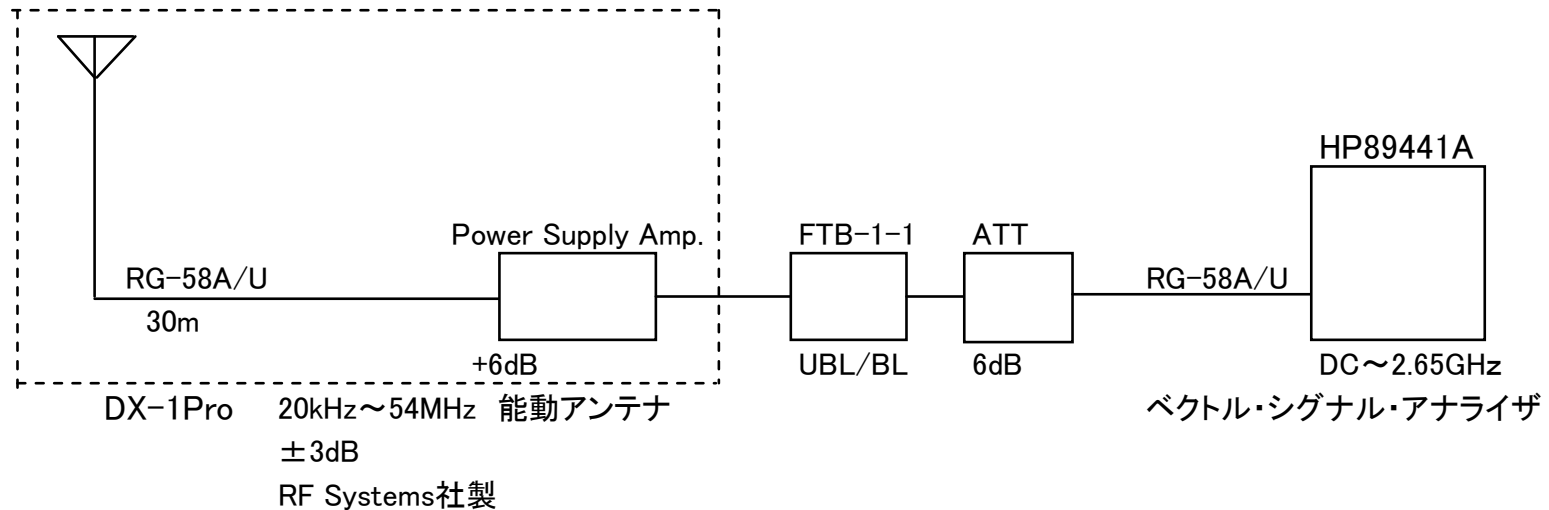 HP89441A
Power Supply Amp.
FTB-1-1
ATT
RG-58A/U
RG-58A/U
30m
+6dB
UBL/BL
6dB
DC～2.65GHz
DX-1Pro 20kHz～54MHz 能動アンテナ
ベクトル・シグナル・アナライザ
±3dB
RF Systems社製